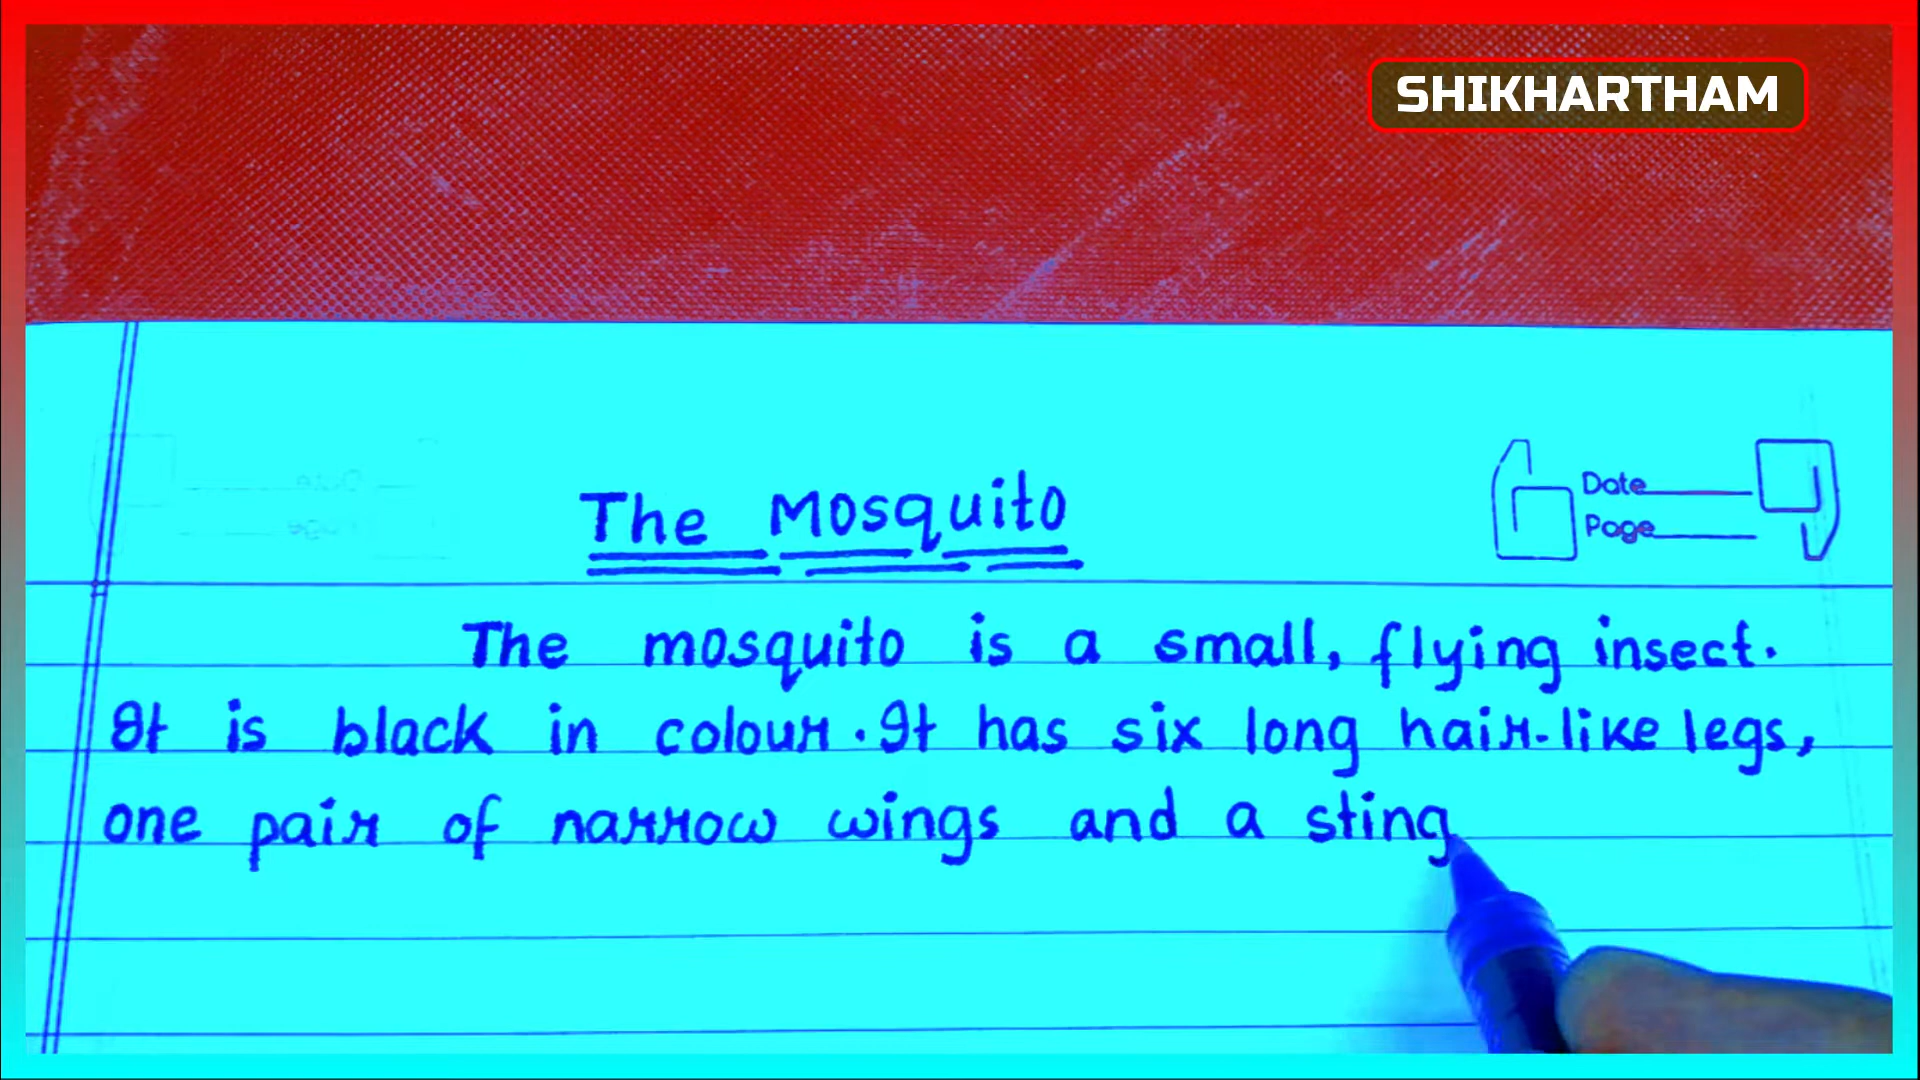 SHIKHARTHAM
Date
Page
The Mosquito
The mosquito is a small, flying insect.
It is black in colour. It has six long hair-like legs,
one pair of narrow wings and a sting